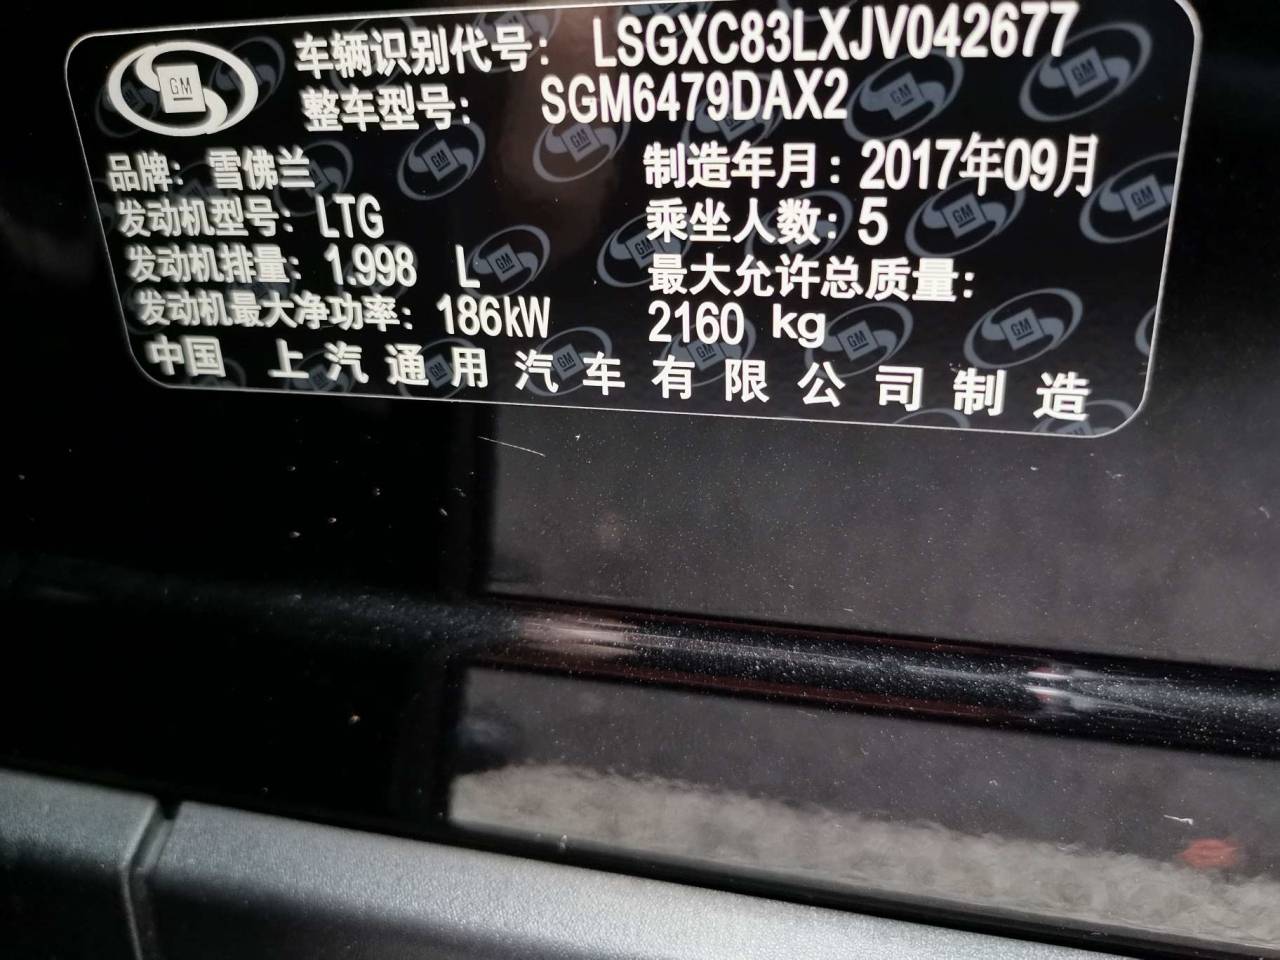 GM
车辆识别代号: LSGXC83LXJV042677
整车型号: SGM6479DAX2
品牌: 雪佛兰
制造年月: 2017年09月
发动机型号: LTG
乘坐人数: 5
发动机排量: 1.998 L
最大允许总质量:
发动机最大净功率: 186kW
2160 kg
中国 上汽通用汽车有限公司制造